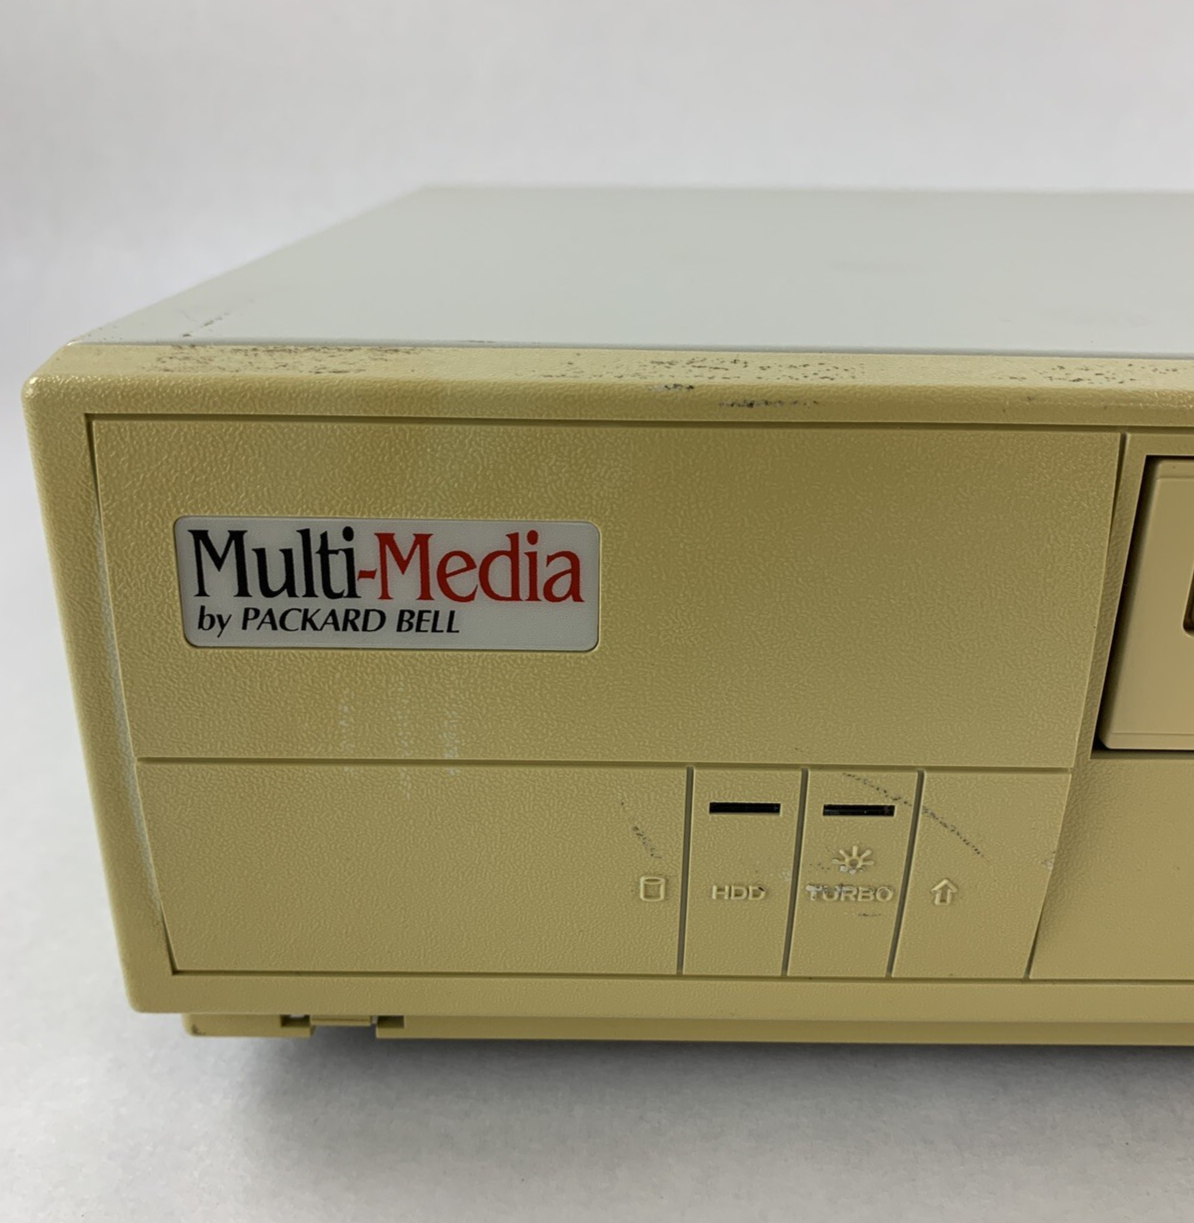 Multi-Media
by PACKARD BELL
HDD TURBO